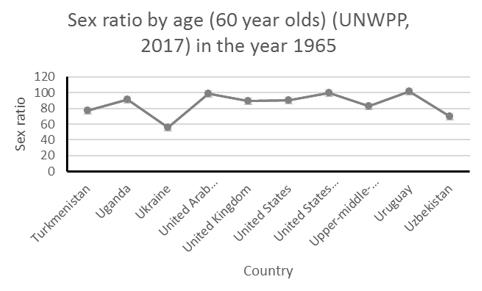 Sex ratio by age (60 year olds) (UNWPP,
2017) in the year 1965
120
100
80
60
40
20
0
Sex ratio
Turkmenistan
Uganda
Ukraine
United Arab...
United Kingdom
United States
United States...
Upper-middle-...
Uruguay
Uzbekistan
Country